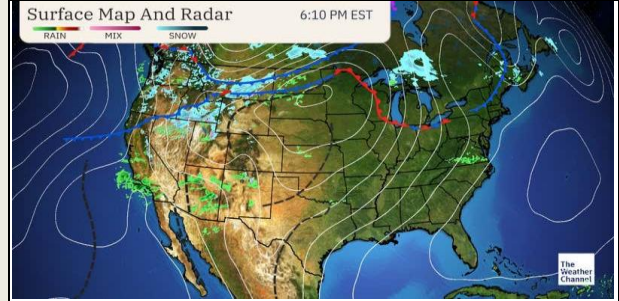 Surface Map And Radar
6:10 PM EST
RAIN
MIX
SNOW
The
Weather
Channel